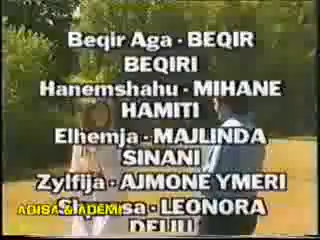 Beqir Aga - BEQIR
BEQIRI
Hanemshahu - MIHANE
HAMITI
Elhemja - MAJLINDA
SINANI
Zylfija - AJMONE YMERI
- LEONORA
ADISA & ADEMI